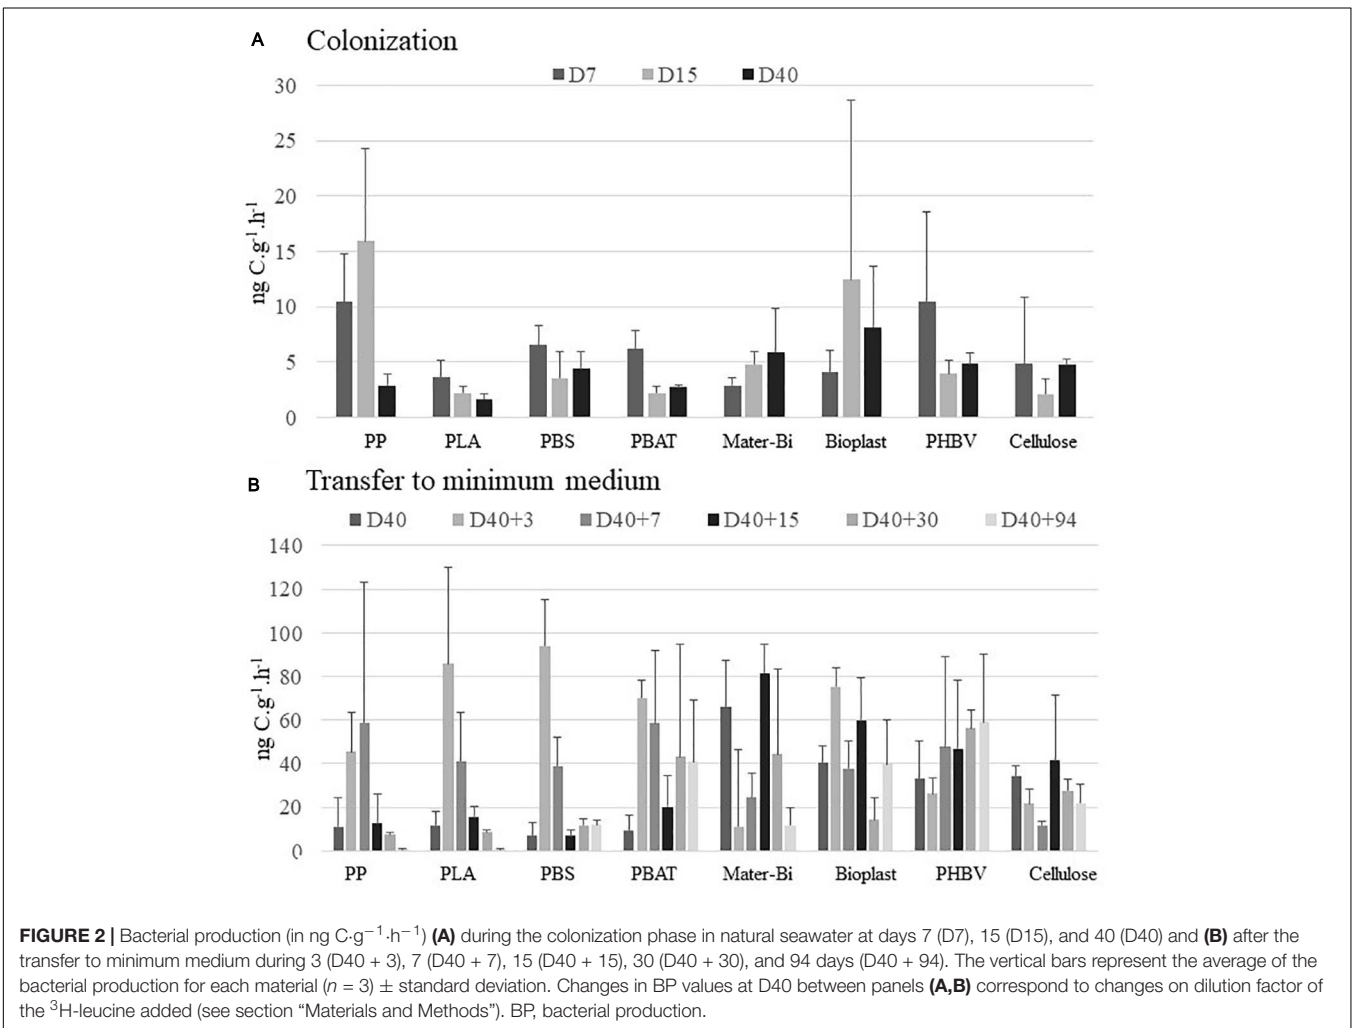 A Colonization
D7 D15 D40
30
25
20
15
10
5
0
ng C.g-1.h-1
PP PLA PBS PBAT Mater-Bi Bioplast PHBV Cellulose
B Transfer to minimum medium
D40 D40+3 D40+7 D40+15 D40+30 D40+94
140
120
100
80
60
40
20
0
ng C.g-1.h-1
PP PLA PBS PBAT Mater-Bi Bioplast PHBV Cellulose
FIGURE 2 | Bacterial production (in ng C·g−1·h−1) (A) during the colonization phase in natural seawater at days 7 (D7), 15 (D15), and 40 (D40) and (B) after the
transfer to minimum medium during 3 (D40 + 3), 7 (D40 + 7), 15 (D40 + 15), 30 (D40 + 30), and 94 days (D40 + 94). The vertical bars represent the average of the
bacterial production for each material (n = 3) ± standard deviation. Changes in BP values at D40 between panels (A,B) correspond to changes on dilution factor of
the 3H-leucine added (see section “Materials and Methods”). BP, bacterial production.